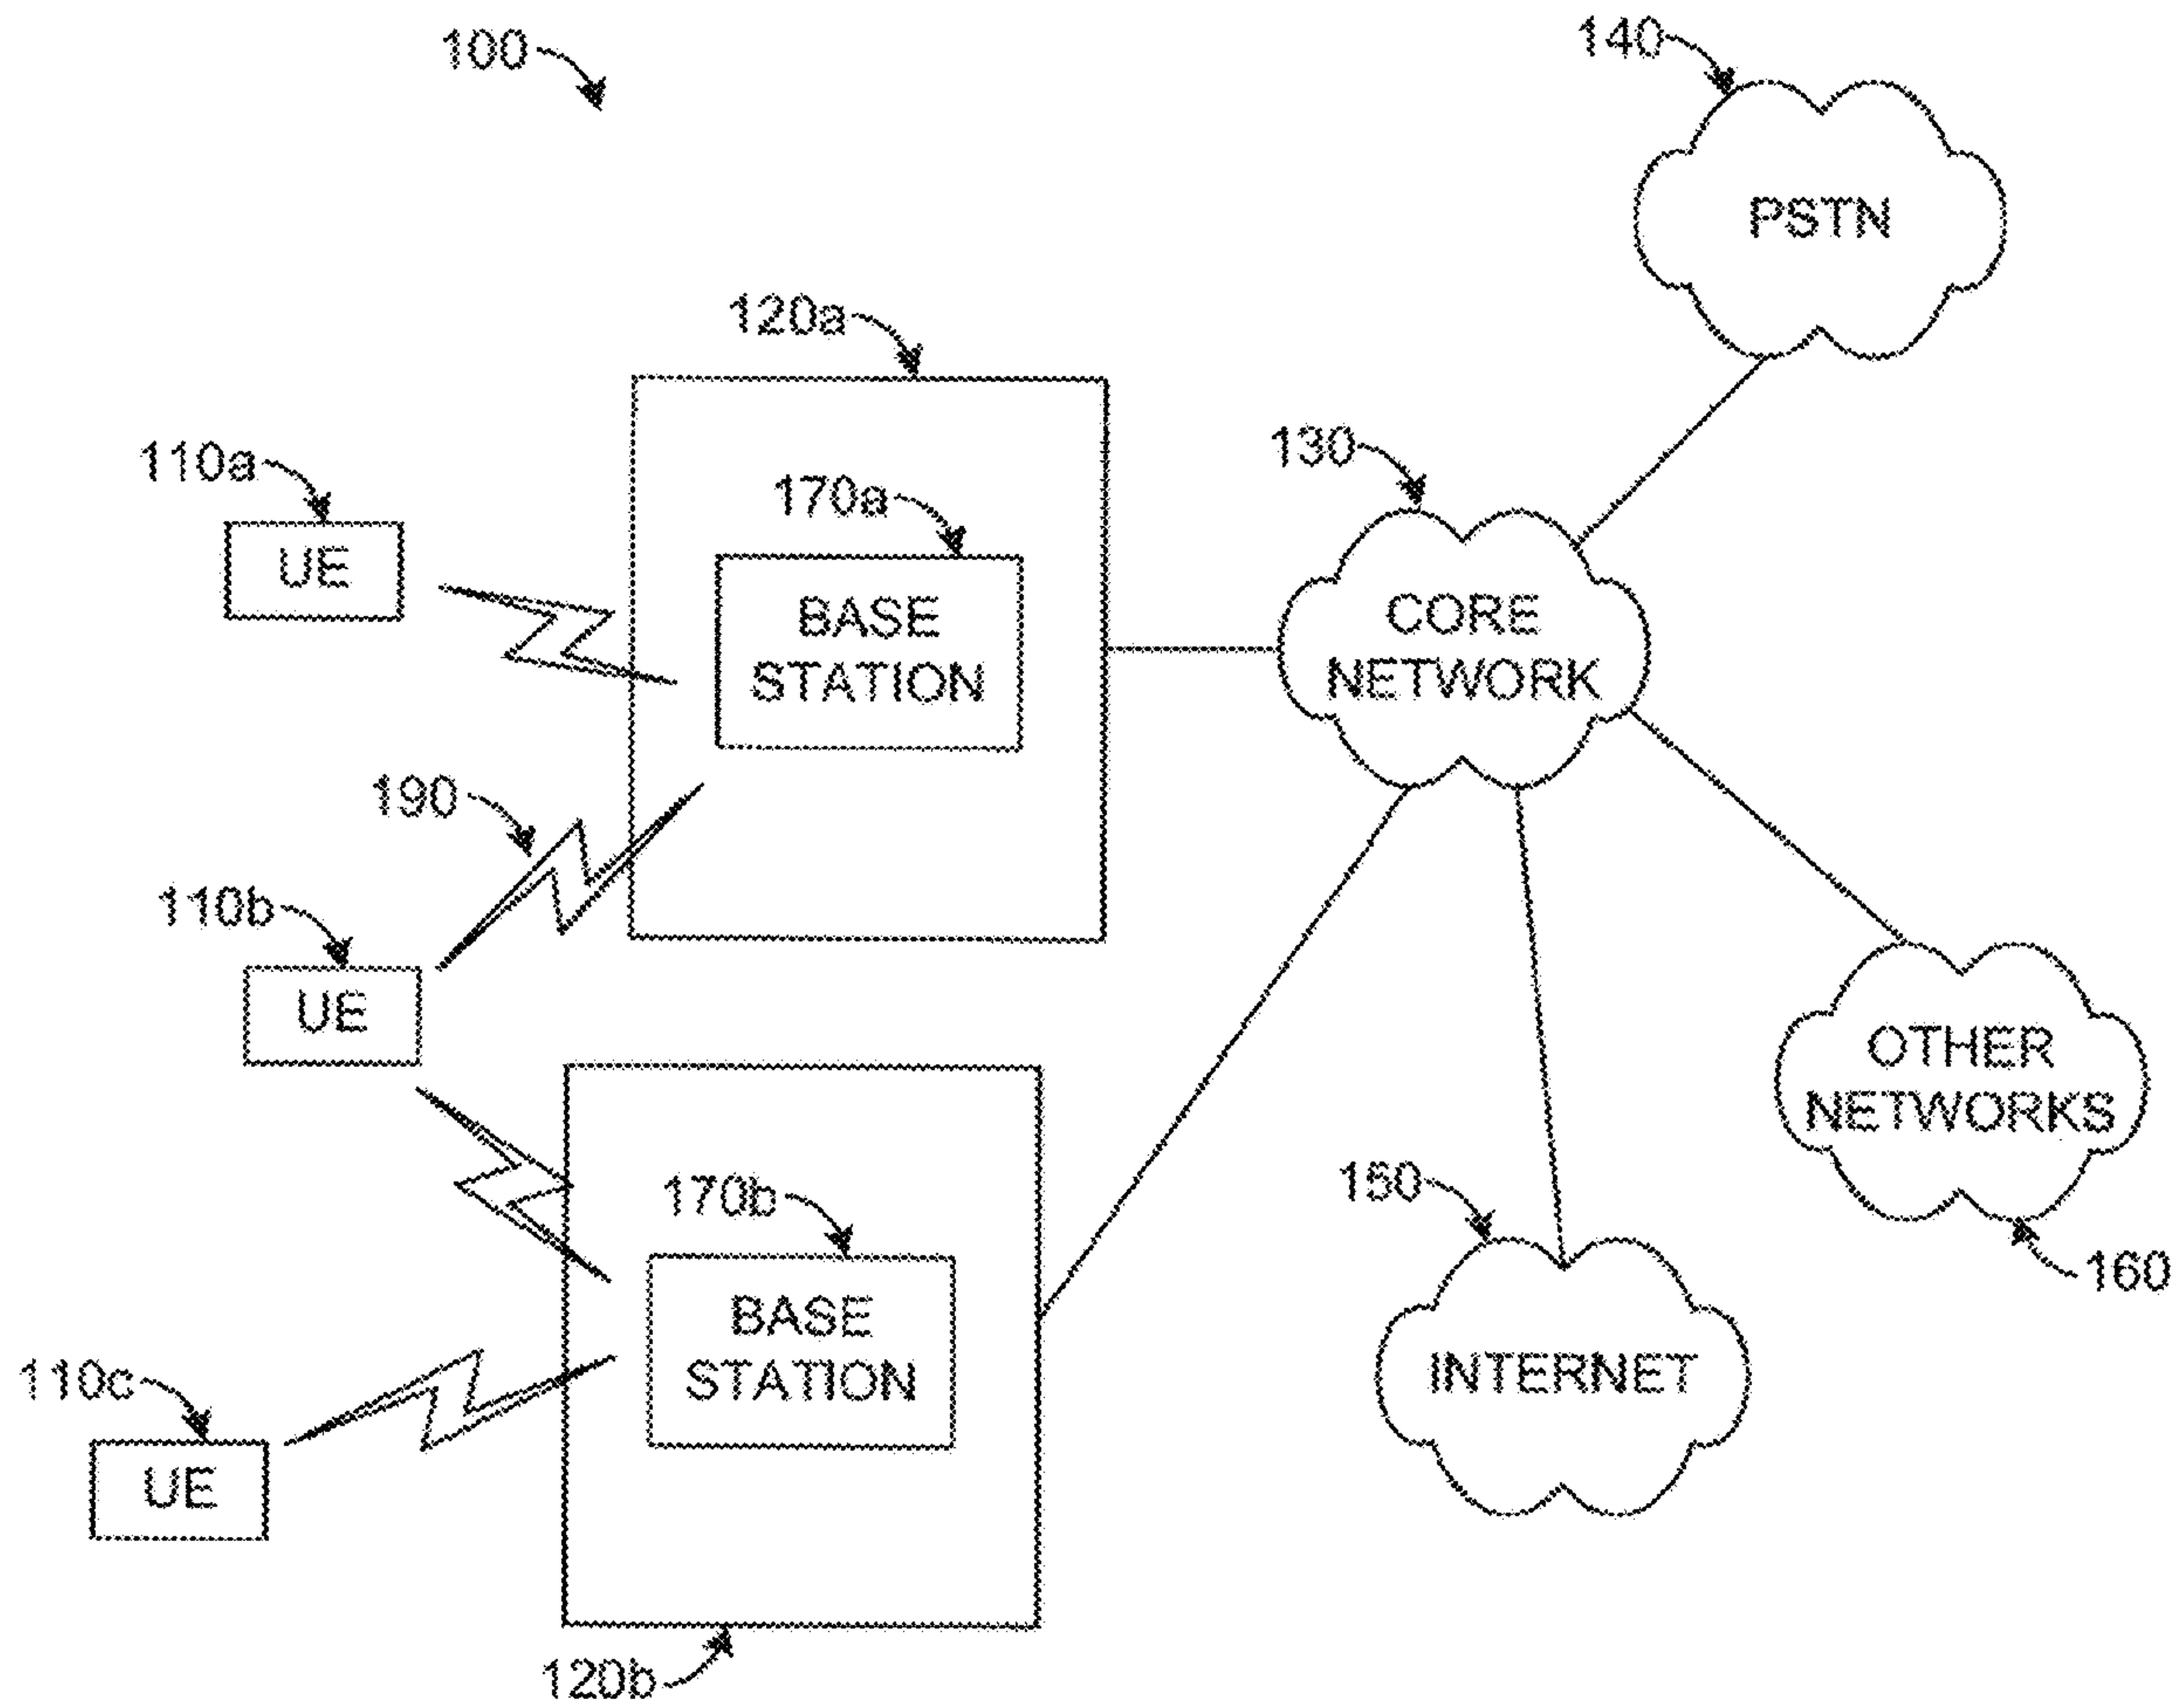 100
140
PSTN
120a
110a
UE
170a
BASE
STATION
130
CORE
NETWORK
190
110b
UE
OTHER
NETWORKS
160
150
INTERNET
170b
BASE
STATION
110c
UE
120b